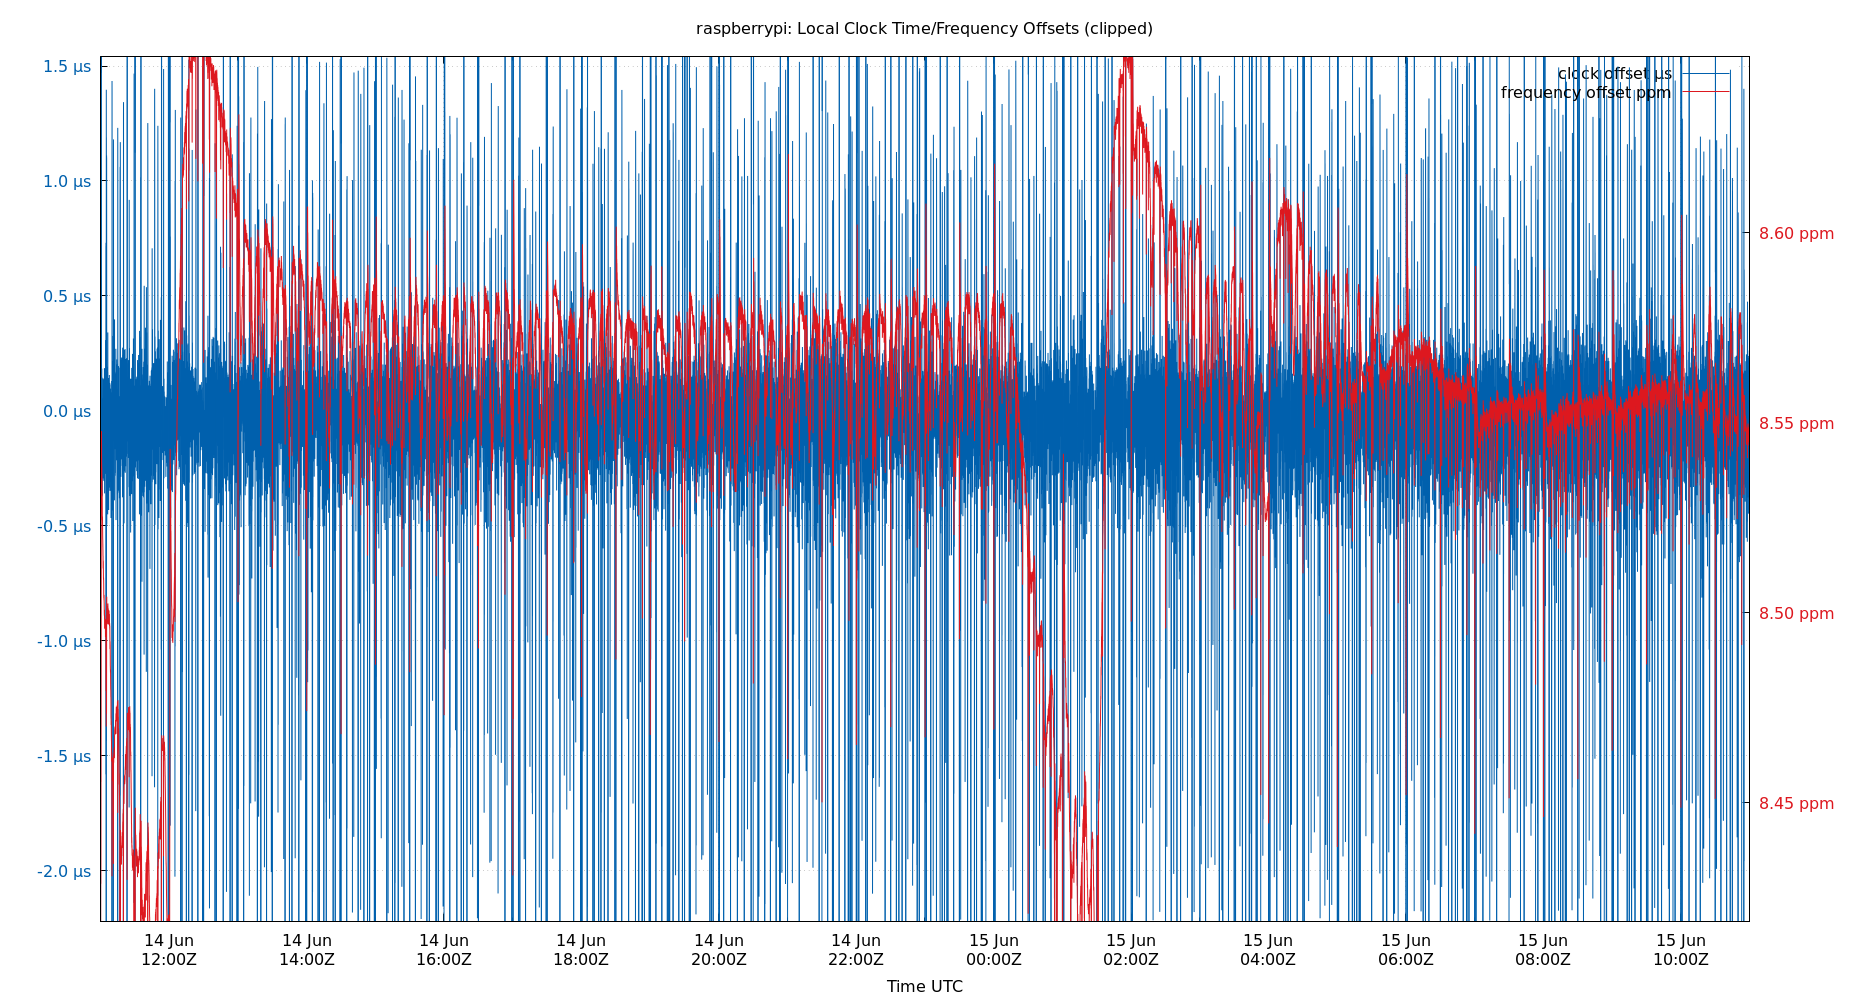 raspberrypi: Local Clock Time/Frequency Offsets (clipped)
clock offset µs
frequency offset ppm
1.5 µs
1.0 µs
0.5 µs
0.0 µs
-0.5 µs
-1.0 µs
-1.5 µs
-2.0 µs
8.60 ppm
8.55 ppm
8.50 ppm
8.45 ppm
14 Jun 14 Jun 14 Jun 14 Jun 14 Jun 14 Jun 15 Jun 15 Jun 15 Jun 15 Jun 15 Jun 15 Jun
12:00Z 14:00Z 16:00Z 18:00Z 20:00Z 22:00Z 00:00Z 02:00Z 04:00Z 06:00Z 08:00Z 10:00Z
Time UTC